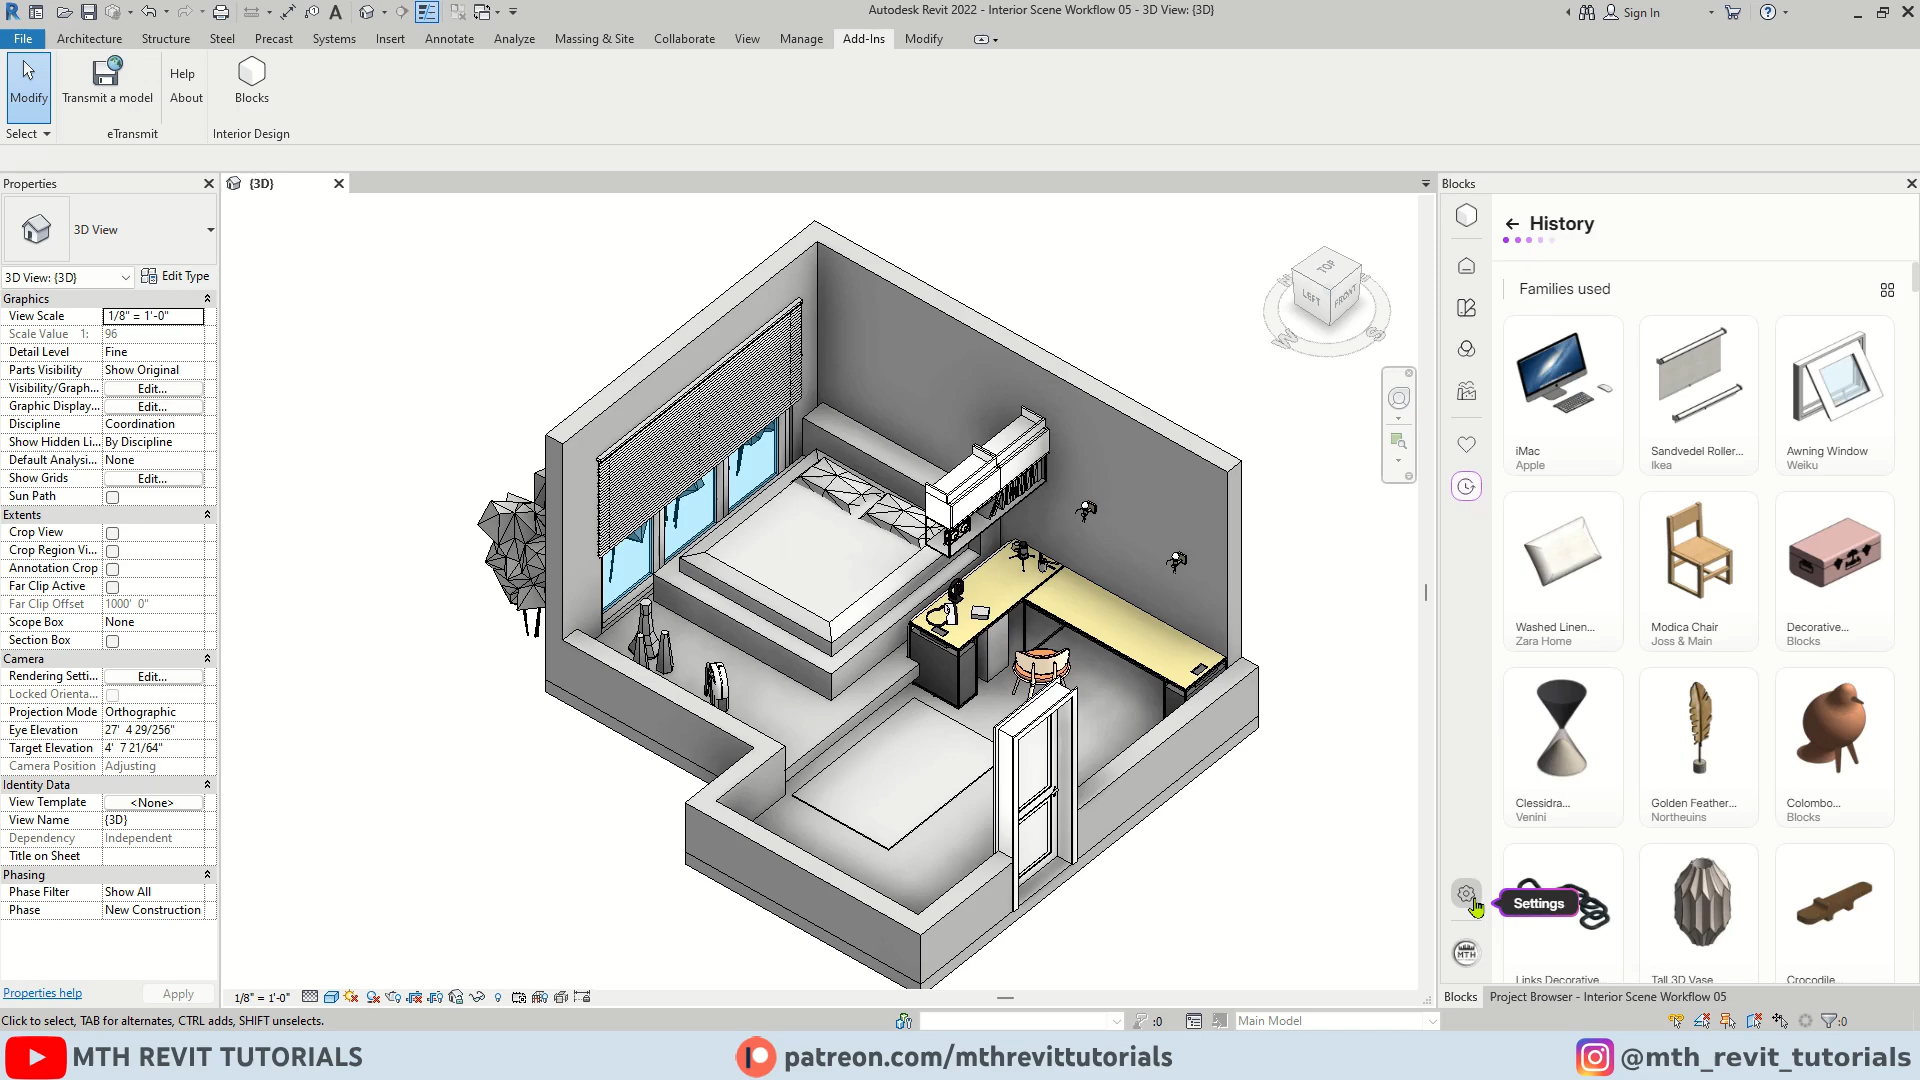 Autodesk Revit 2022 - Interior Scene Workflow 05 - 3D View: {3D}
Sign In
File Architecture Structure Steel Precast Systems Insert Annotate Analyze Massing & Site Collaborate View Manage Add-Ins Modify
Modify
Transmit a model
Help
About
Blocks
Select
eTransmit
Interior Design
Properties
3D View
3D View: {3D}
Edit Type
Graphics
View Scale 1/8" = 1'-0"
Scale Value 1: 96
Detail Level Fine
Parts Visibility Show Original
Visibility/Graph... Edit...
Graphic Display... Edit...
Discipline Coordination
Show Hidden Li... By Discipline
Default Analysi... None
Show Grids Edit...
Sun Path
Extents
Crop View
Crop Region Vi...
Annotation Crop
Far Clip Active
Far Clip Offset 1000' 0"
Scope Box None
Section Box
Camera
Rendering Setti... Edit...
Locked Orienta...
Projection Mode Orthographic
Eye Elevation 27' 4 29/256"
Target Elevation 4' 7 21/64"
Camera Position Adjusting
Identity Data
View Template <None>
View Name {3D}
Dependency Independent
Title on Sheet
Phasing
Phase Filter Show All
Phase New Construction
Properties help
Apply
{3D}
TOP
LEFT
FRONT
W
S
1/8" = 1'-0"
Blocks
History
Families used
iMac
Apple
Sandvedel Roller...
Ikea
Awning Window
Weiku
Washed Linen...
Zara Home
Modica Chair
Joss & Main
Decorative...
Blocks
Clessidra...
Venini
Golden Feather...
Northeuins
Colombo...
Blocks
Links Decorative
Tall 3D Vase
Crocodile
Settings
MTH
Blocks
Project Browser - Interior Scene Workflow 05
Click to select, TAB for alternates, CTRL adds, SHIFT unselects.
:0
Main Model
:0
MTH REVIT TUTORIALS
patreon.com/mthrevittutorials
@mth_revit_tutorials